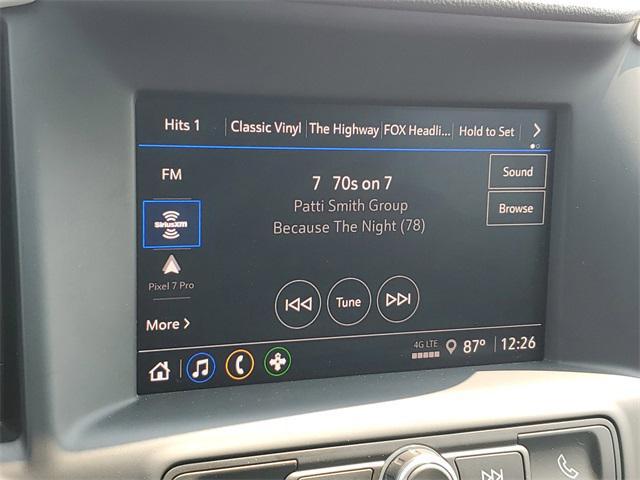 Hits 1 Classic Vinyl The Highway FOX Headli... Hold to Set
FM
7 70s on 7
Sound
Patti Smith Group
Browse
SiriusXM
Because The Night (78)
Pixel 7 Pro
Tune
More
4G LTE 87° 12:26